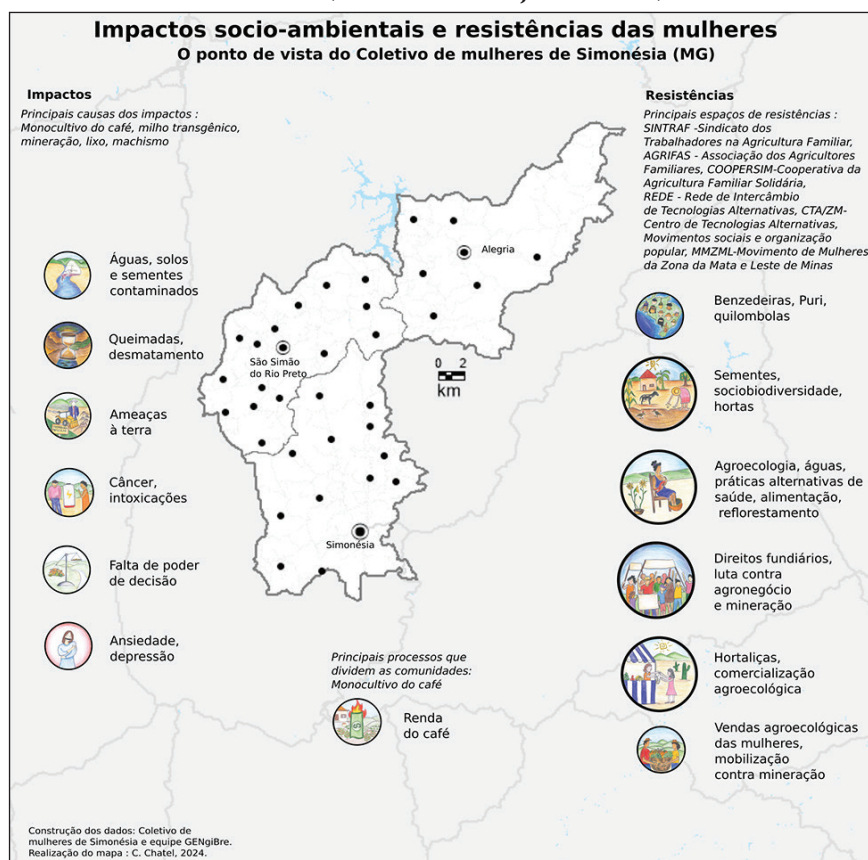 Impactos socio-ambientais e resistências das mulheres
O ponto de vista do Coletivo de mulheres de Simonésia (MG)
Impactos
Principais causas dos impactos :
Monocultivo do café, milho transgênico,
mineração, lixo, machismo
Águas, solos
e sementes
contaminados
Queimadas,
desmatamento
Ameaças
à terra
Câncer,
intoxicações
Falta de poder
de decisão
Ansiedade,
depressão
Alegria
São Simão
do Rio Preto
0 2
km
Simonésia
Principais processos que
dividem as comunidades:
Monocultivo do café
Renda
do café
Resistências
Principais espaços de resistências :
SINTRAF -Sindicato dos
Trabalhadores na Agricultura Familiar,
AGRIFAS - Associação dos Agricultores
Familiares, COOPERSIM-Cooperativa da
Agricultura Familiar Solidária,
REDE - Rede de Intercâmbio
de Tecnologias Alternativas, CTA/ZM-
Centro de Tecnologias Alternativas,
Movimentos sociais e organização
popular, MMZML-Movimento de Mulheres
da Zona da Mata e Leste de Minas
Benzedeiras, Puri,
quilombolas
Sementes,
sociobiodiversidade,
hortas
Agroecologia, águas,
práticas alternativas de
saúde, alimentação,
reflorestamento
Direitos fundiários,
luta contra
agronegócio
e mineração
Hortaliças,
comercialização
agroecológica
Vendas agroecológicas
das mulheres,
mobilização
contra mineração
Construção dos dados: Coletivo de
mulheres de Simonésia e equipe GENgiBre.
Realização do mapa : C. Chatel, 2024.